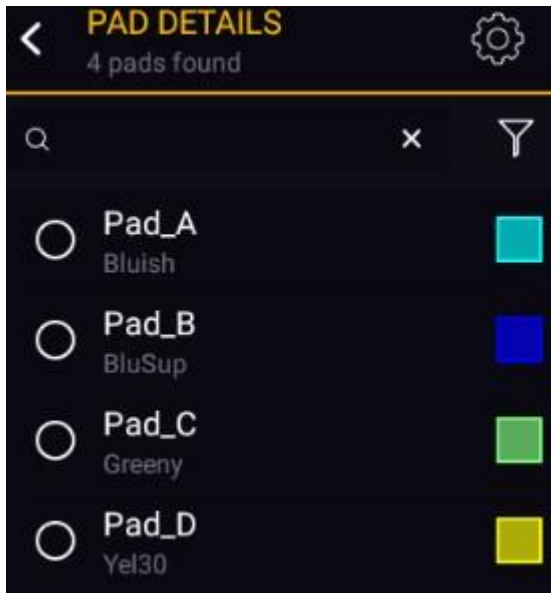 PAD DETAILS
4 pads found
Pad_A
Bluish
Pad_B
BluSup
Pad_C
Greeny
Pad_D
Yel30